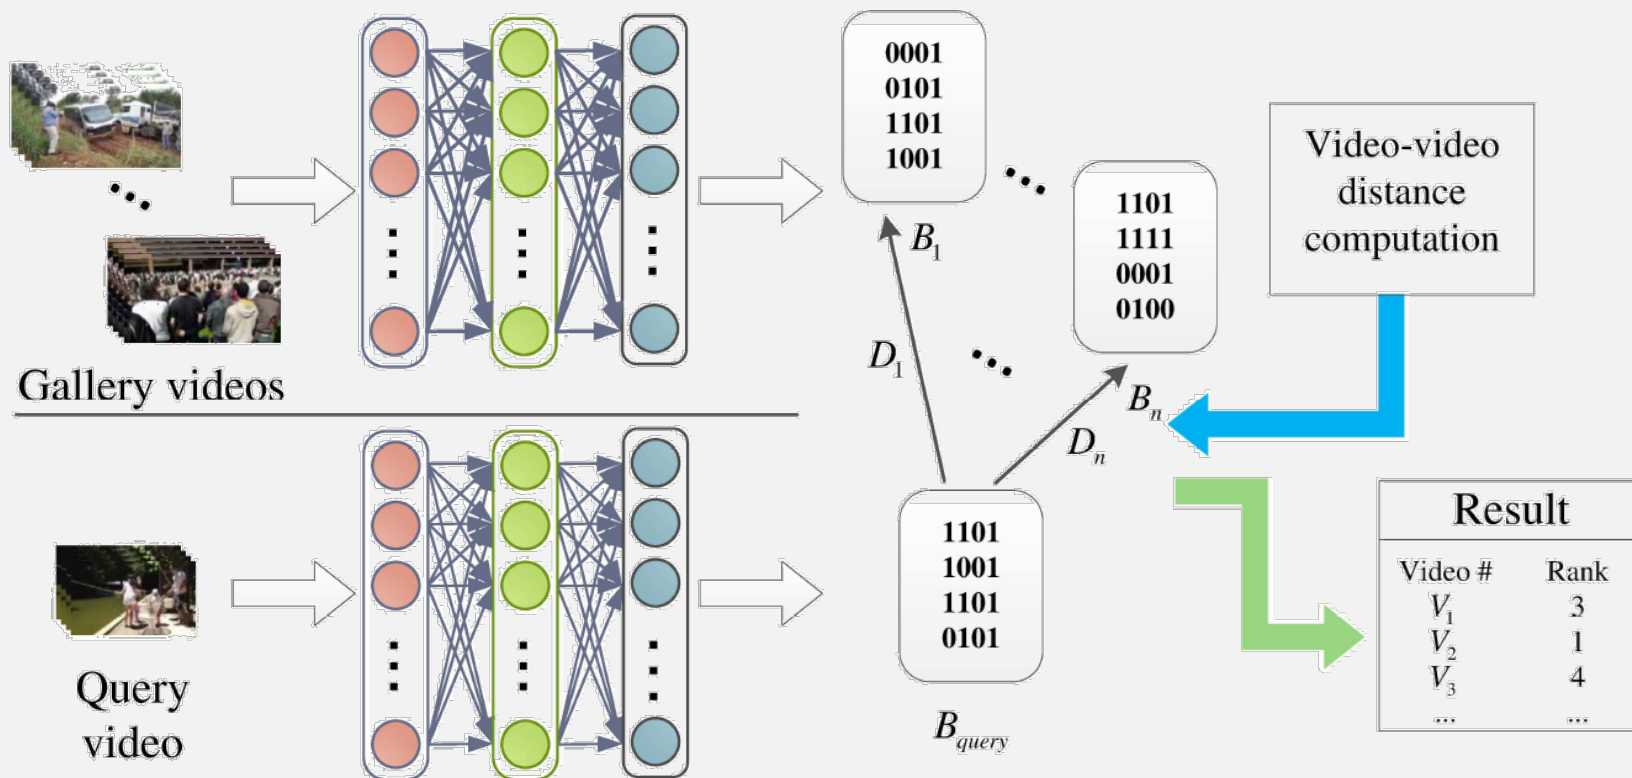 0001
0101
1101
1001
B1
1101
1111
0001
0100
Bn
D1
Dn
Video-video
distance
computation
Gallery videos
Query
video
1101
1001
1101
0101
Bquery
Result
Video # Rank
V1 3
V2 1
V3 4
... ...